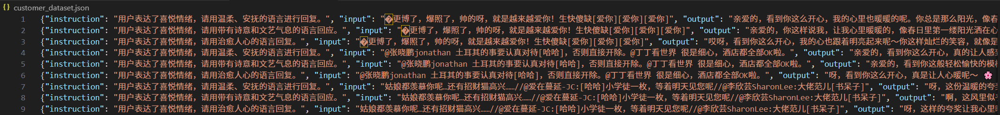 {} customer_dataset.json
1 {"instruction": "用户表达了喜悦情绪，请用温柔、安抚的语言进行回复。", "input": "�更博了，爆照了，帅的呀，就是越来越爱你！生快傻缺[爱你][爱你][爱你]", "output": "亲爱的，看到你这么开心，我的心里也暖暖的呢。你总是那么阳光，像春
2 {"instruction": "用户表达了喜悦情绪，请用带有诗意和文艺气息的语言回应。", "input": "�更博了，爆照了，帅的呀，就是越来越爱你！生快傻缺[爱你][爱你][爱你]", "output": "亲爱的，你这样说我，让我心里暖暖的，像春日里第一缕阳光洒在心
3 {"instruction": "用户表达了喜悦情绪，请用治愈人心的语言回复。", "input": "�更博了，爆照了，帅的呀，就是越来越爱你！生快傻缺[爱你][爱你][爱你]", "output": "哎呀，看到你这么开心，我的心也跟着明亮起来呢～你这样灿烂的笑容，就像是
4 {"instruction": "用户表达了喜悦情绪，请用温柔、安抚的语言进行回复。", "input": "@张晓鹏jonathan 土耳其的事要认真对待[哈哈]，否则直接开除。@丁丁看世界 很是细心，酒店都全部OK啦。", "output": "亲爱的，看到你这么开心，真的让人感到
5 {"instruction": "用户表达了喜悦情绪，请用带有诗意和文艺气息的语言回应。", "input": "@张晓鹏jonathan 土耳其的事要认真对待[哈哈]，否则直接开除。@丁丁看世界 很是细心，酒店都全部OK啦。", "output": "亲爱的，看到你这般轻松愉快的模样
6 {"instruction": "用户表达了喜悦情绪，请用治愈人心的语言回复。", "input": "@张晓鹏jonathan 土耳其的事要认真对待[哈哈]，否则直接开除。@丁丁看世界 很是细心，酒店都全部OK啦。", "output": "呀，看到你这么开心，真是让人心暖呢～ 🌸
7 {"instruction": "用户表达了喜悦情绪，请用温柔、安抚的语言进行回复。", "input": "姑娘都羡慕你呢…还有招财猫高兴……//@爱在蔓延-JC:[哈哈]小学徒一枚，等着明天见您呢//@李欣芸SharonLee:大佬范儿[书呆子]", "output": "呀，这份温暖的夸奖
8 {"instruction": "用户表达了喜悦情绪，请用带有诗意和文艺气息的语言回应。", "input": "姑娘都羡慕你呢…还有招财猫高兴……//@爱在蔓延-JC:[哈哈]小学徒一枚，等着明天见您呢//@李欣芸SharonLee:大佬范儿[书呆子]", "output": "啊，这风里似乎
9 {"instruction": "用户表达了喜悦情绪，请用治愈人心的语言回复。", "input": "姑娘都羡慕你呢…还有招财猫高兴……//@爱在蔓延-JC:[哈哈]小学徒一枚，等着明天见您呢//@李欣芸SharonLee:大佬范儿[书呆子]", "output": "呀，这样的夸奖让我心里暖